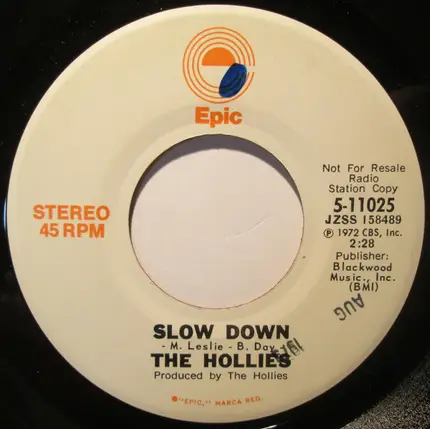 Epic
STEREO
45 RPM
Not For Resale
Radio
Station Copy
5-11025
JZSS 158489
Ⓟ 1972 CBS, Inc.
2:28
Publisher:
Blackwood
Music, Inc.
(BMI)
AUG
SLOW DOWN
- M. Leslie - B. Day -
THE HOLLIES
Produced by The Hollies
"EPIC," MARCA REG.